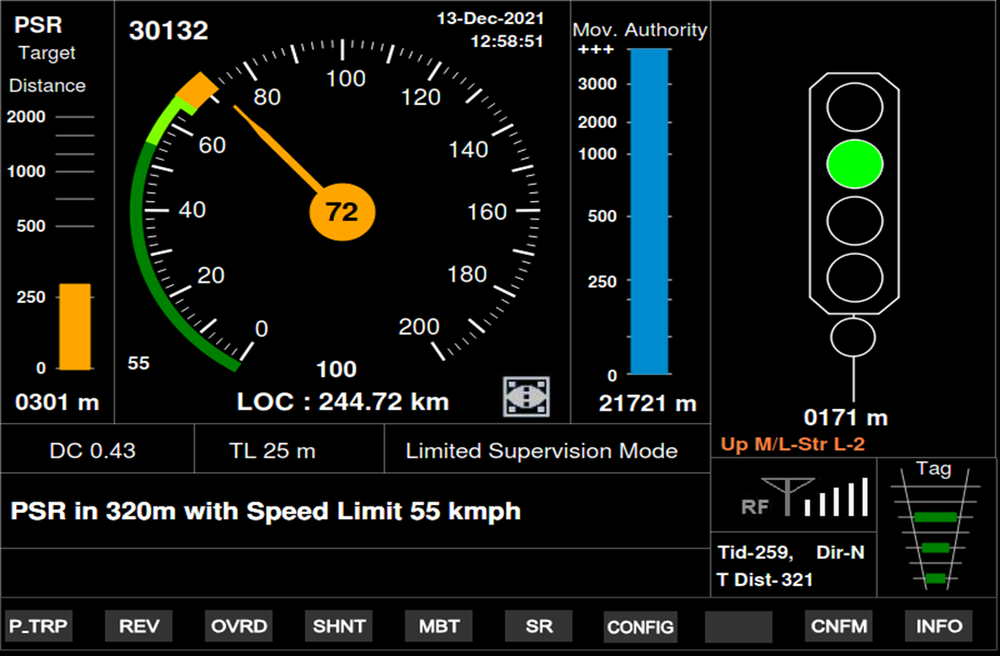 PSR
Target
Distance
2000
1000
500
250
0
0301 m
30132
13-Dec-2021
12:58:51
0
20
40
60
80
100
120
140
160
180
200
72
55
100
LOC : 244.72 km
Mov. Authority
+++
3000
2000
1000
500
250
0
21721 m
0171 m
Up M/L-Str L-2
DC 0.43
TL 25 m
Limited Supervision Mode
PSR in 320m with Speed Limit 55 kmph
RF
Tag
Tid-259, Dir-N
T Dist-321
P_TRP
REV
OVRD
SHNT
MBT
SR
CONFIG
CNFM
INFO